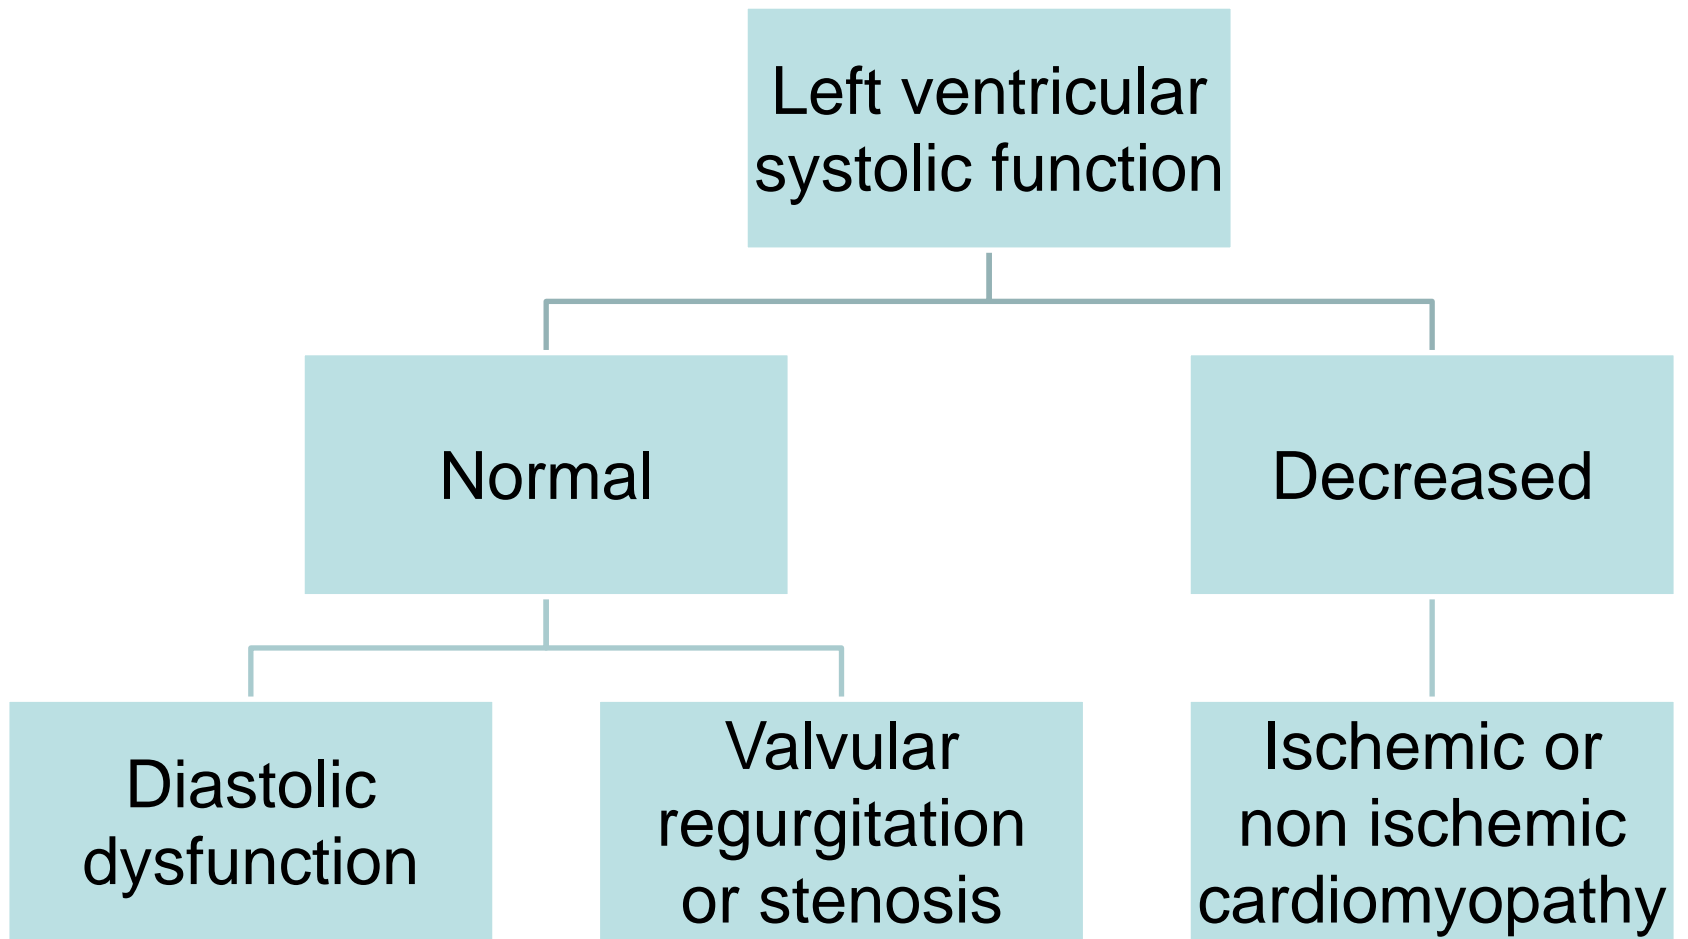 Left ventricular
systolic function
Normal
Decreased
Diastolic
dysfunction
Valvular
regurgitation
or stenosis
Ischemic or
non ischemic
cardiomyopathy